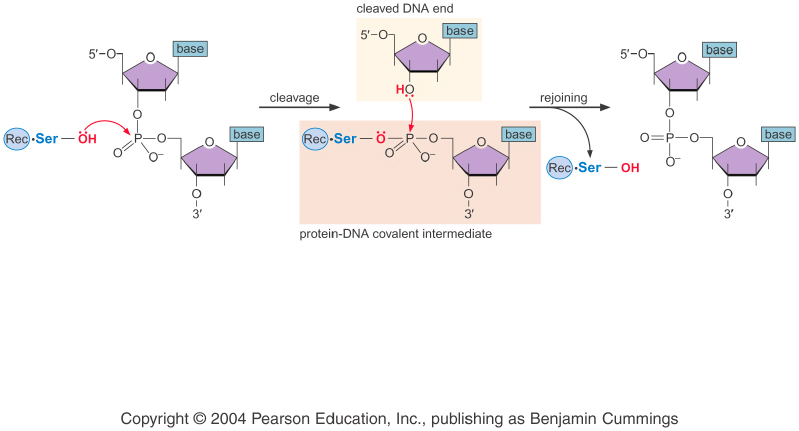 cleaved DNA end
5′–O
base
O
5′–O
base
O
HO
5′–O
base
O
cleavage
rejoining
O
Rec·Ser–OH
P
O
O
O⁻
base
O
O
3′
Rec·Ser–O–P–O
O
O⁻
base
O
O
3′
protein-DNA covalent intermediate
Rec·Ser–OH
O
O=P–O
O⁻
base
O
O
3′
Copyright © 2004 Pearson Education, Inc., publishing as Benjamin Cummings